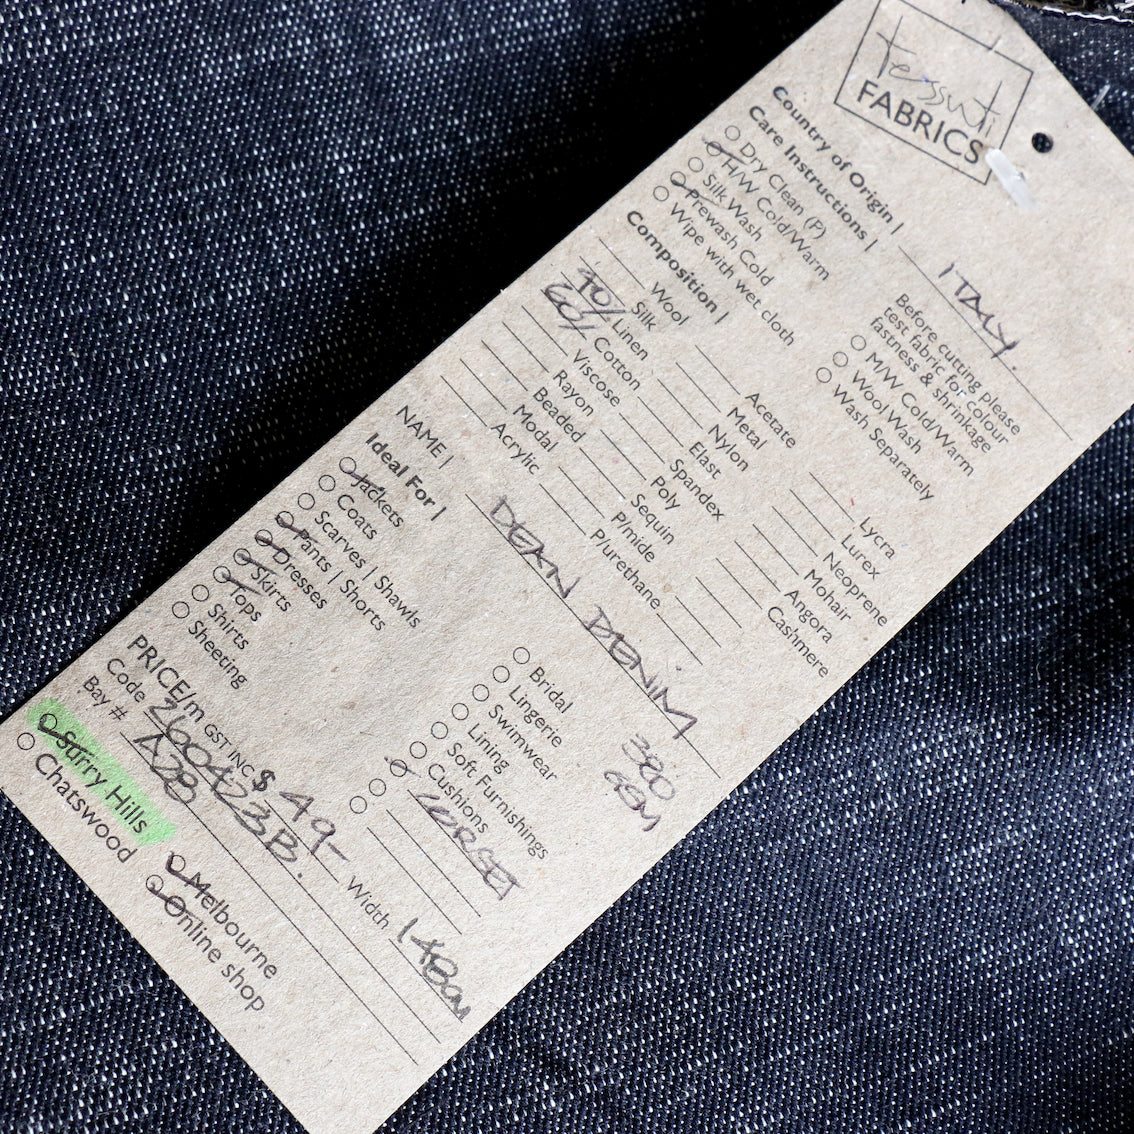 tessuti
FABRICS
Country of Origin | ITALY.
Care Instructions |
Dry Clean (P)
H/W Cold/Warm
Silk Wash
Prewash Cold
Wipe with wet cloth
Before cutting please
test fabric for colour
fastness & shrinkage
M/W Cold/Warm
Wool Wash
Wash Separately
Composition |
Wool
Silk
40% Linen
60% Cotton
Viscose
Rayon
Beaded
Modal
Acrylic
Acetate
Metal
Nylon
Elast
Spandex
Poly
Sequin
P/mide
P/urethane
Lycra
Lurex
Neoprene
Mohair
Angora
Cashmere
NAME | DEAN DENIM 320
GSM
Ideal For |
Jackets
Coats
Scarves | Shawls
Pants | Shorts
Dresses
Skirts
Tops
Shirts
Sheeting
Bridal
Lingerie
Swimwear
Lining
Soft Furnishings
Cushions
CORSET
PRICE/m GST INC $ 49- Width 148cm
Code 2600423B.
Bay # A28
Surry Hills
Chatswood
Melbourne
Online shop